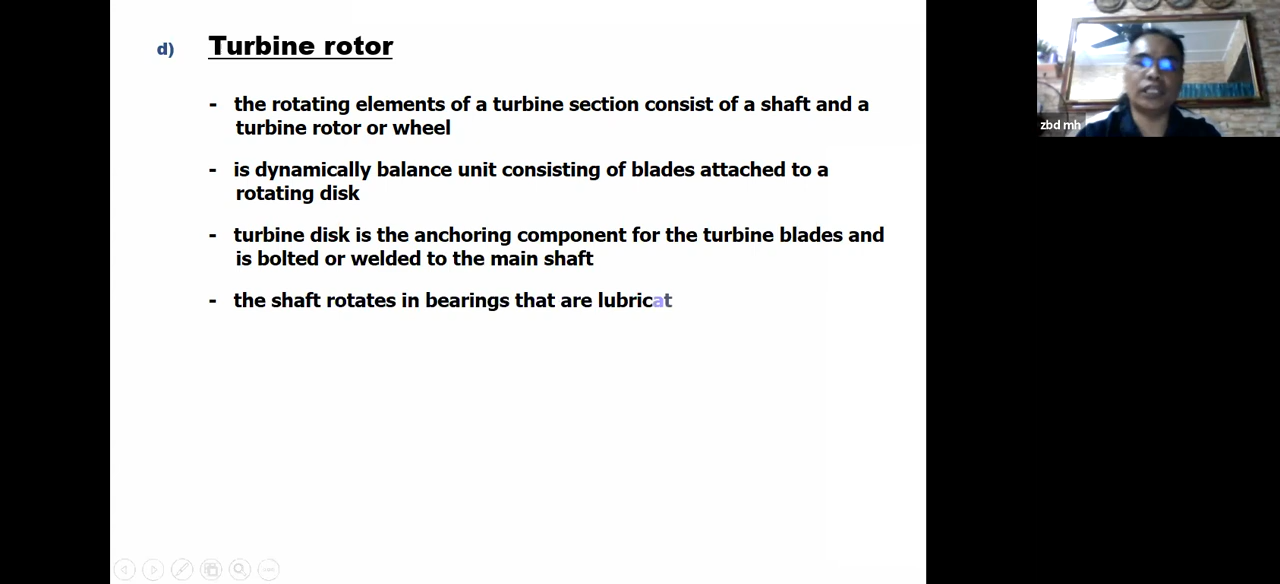 d) Turbine rotor
- the rotating elements of a turbine section consist of a shaft and a
turbine rotor or wheel
- is dynamically balance unit consisting of blades attached to a
rotating disk
- turbine disk is the anchoring component for the turbine blades and
is bolted or welded to the main shaft
- the shaft rotates in bearings that are lubricat
zbd mh